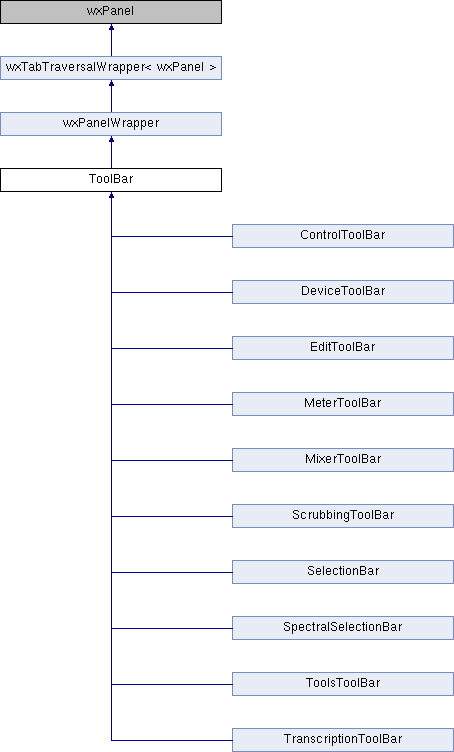 wxPanel
wxTabTraversalWrapper< wxPanel >
wxPanelWrapper
ToolBar
ControlToolBar
DeviceToolBar
EditToolBar
MeterToolBar
MixerToolBar
ScrubbingToolBar
SelectionBar
SpectralSelectionBar
ToolsToolBar
TranscriptionToolBar